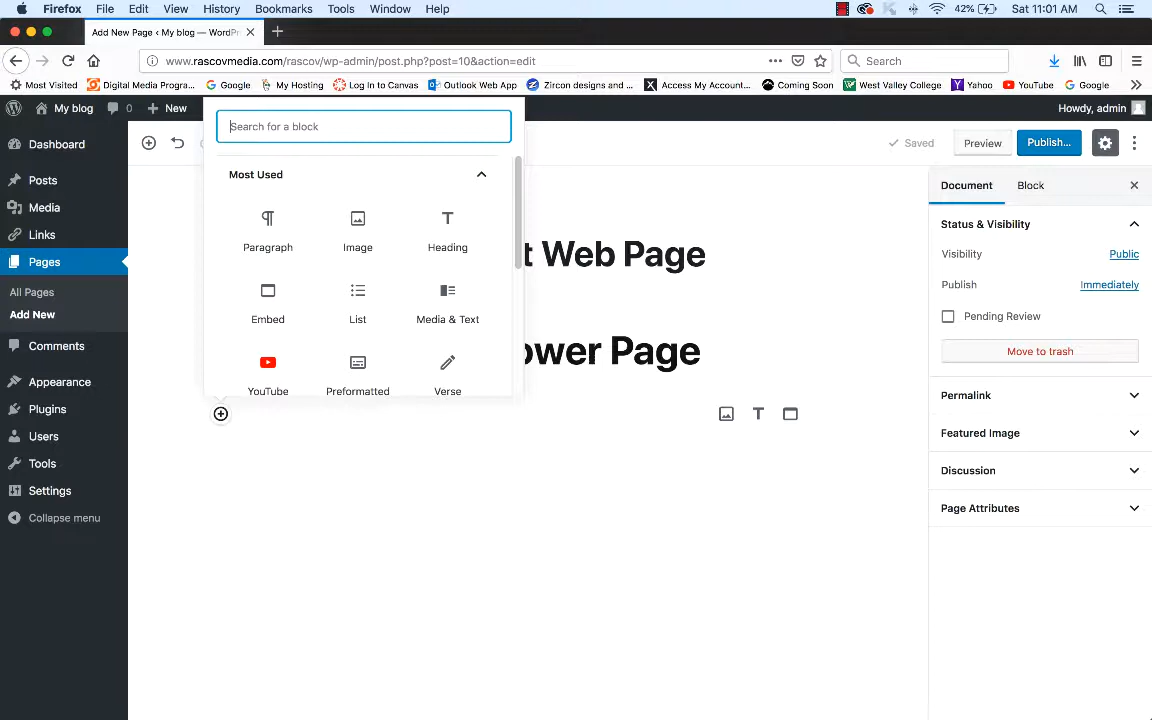 Firefox File Edit View History Bookmarks Tools Window Help 42% Sat 11:01 AM
Add New Page ‹ My blog — WordPr
www.rascovmedia.com/rascov/wp-admin/post.php?post=10&action=edit Search
Most Visited Digital Media Progra... Google My Hosting Log In to Canvas Outlook Web App Zircon designs and ... Access My Account... Coming Soon West Valley College Yahoo YouTube Google
My blog 0 New Howdy, admin
Search for a block
Dashboard
Saved Preview Publish...
Most Used
Posts
Document Block
Media
Status & Visibility
Links
Paragraph Image Heading
t Web Page
Visibility Public
Pages
Publish Immediately
All Pages
Add New
Pending Review
Embed List Media & Text
Comments
ower Page
Move to trash
Appearance
YouTube Preformatted Verse
Permalink
Plugins
T
Users
Featured Image
Tools
Discussion
Settings
Page Attributes
Collapse menu